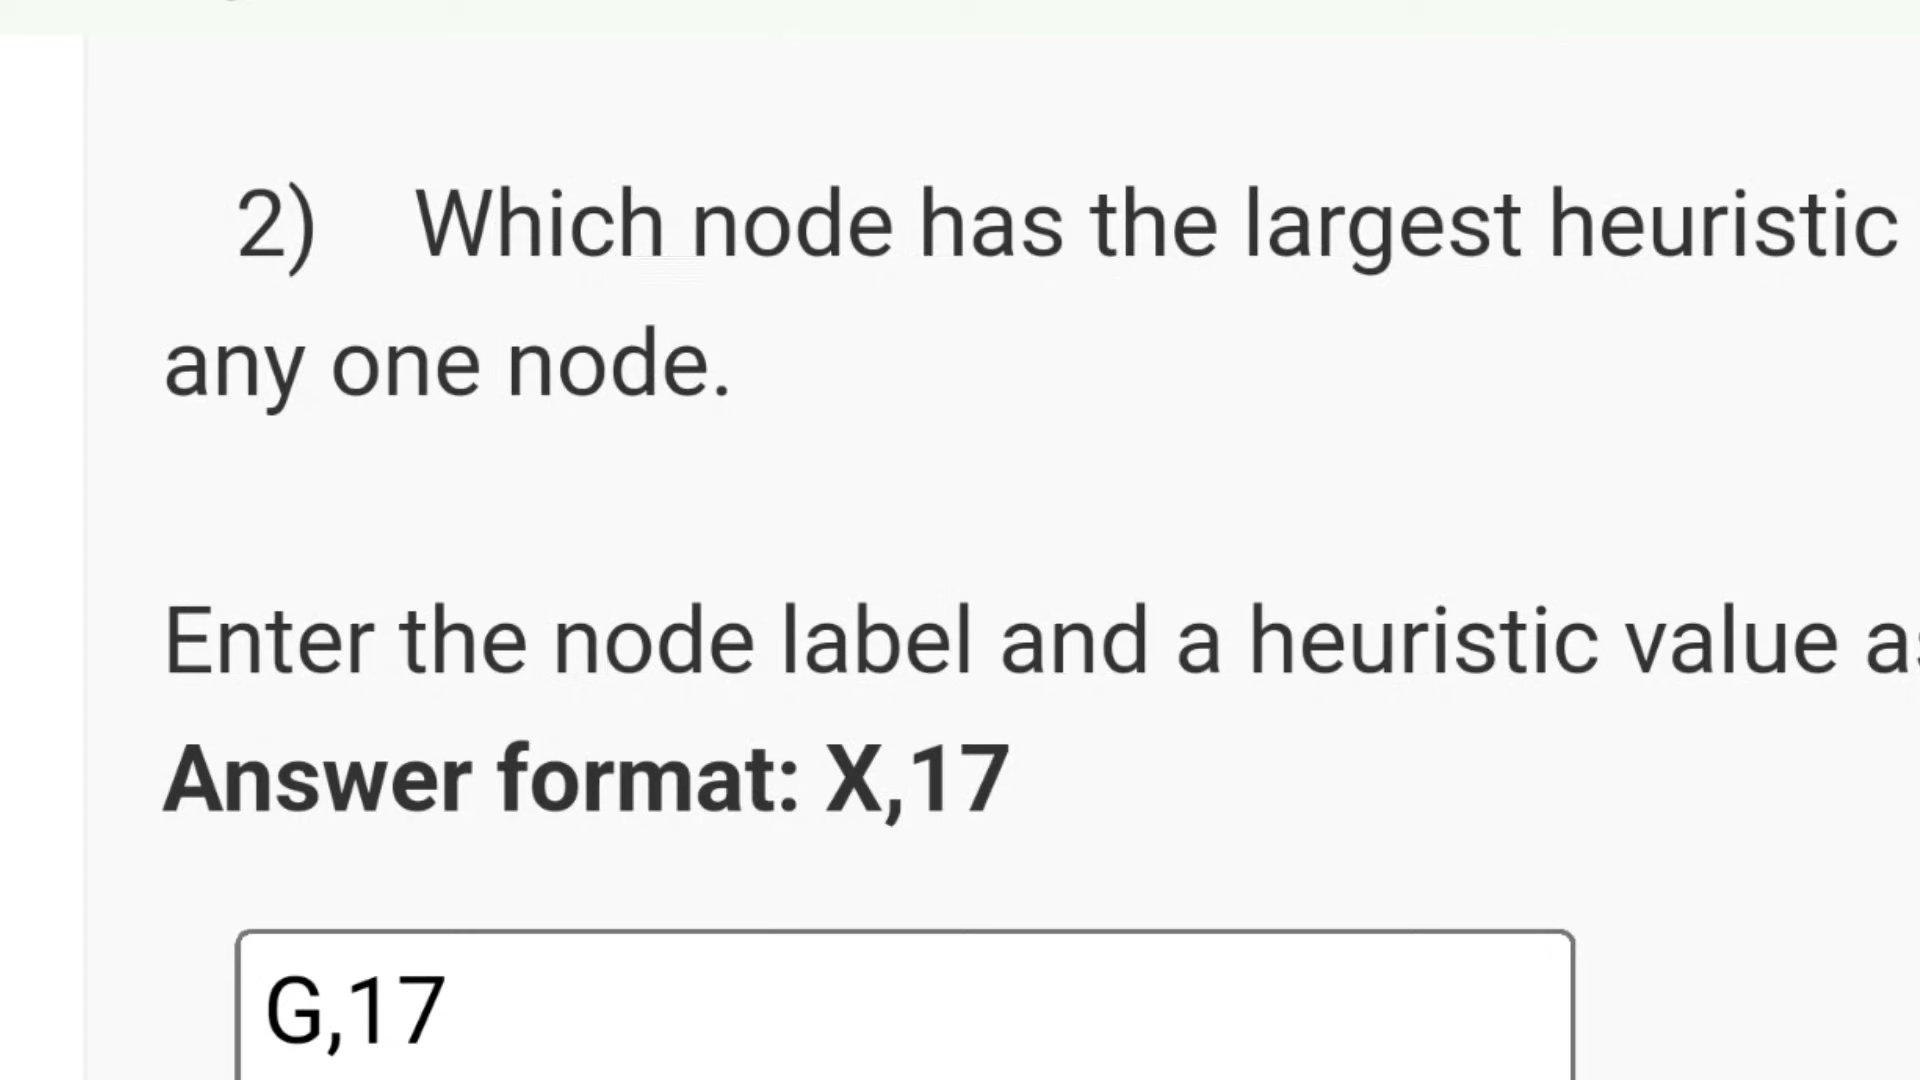 2) Which node has the largest heuristic
any one node.
Enter the node label and a heuristic value
Answer format: X,17
G,17